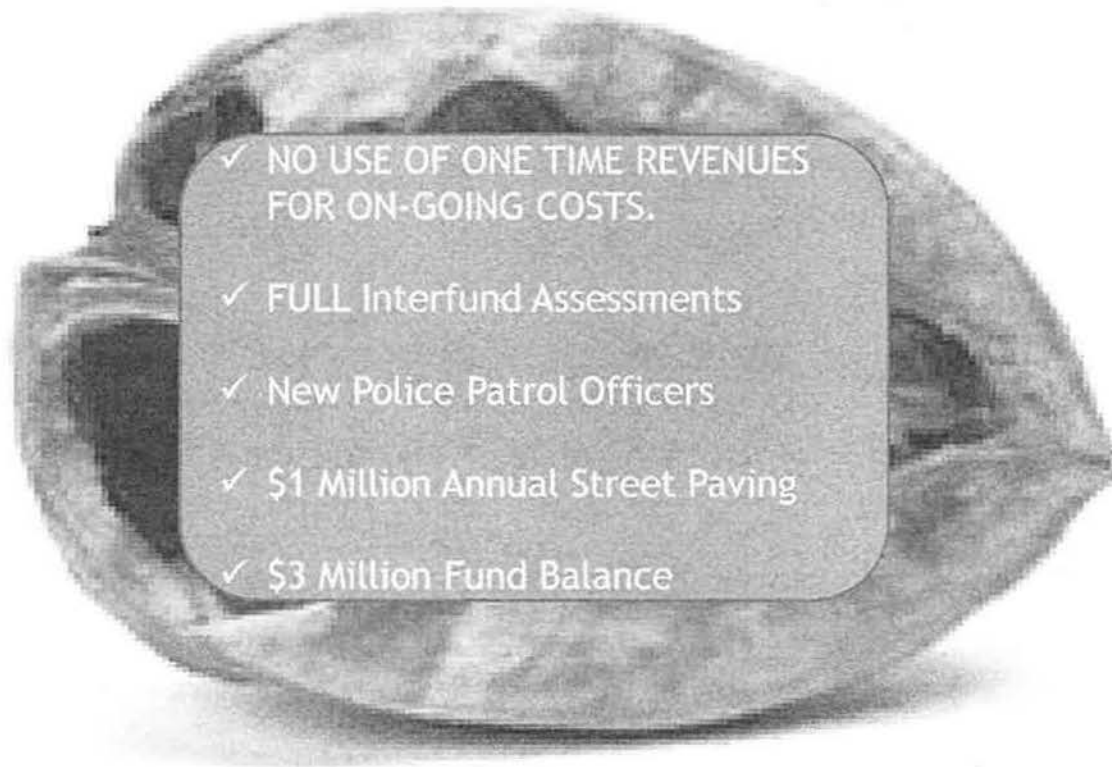 ✓ NO USE OF ONE TIME REVENUES
FOR ON-GOING COSTS.
✓ FULL Interfund Assessments
✓ New Police Patrol Officers
✓ $1 Million Annual Street Paving
✓ $3 Million Fund Balance